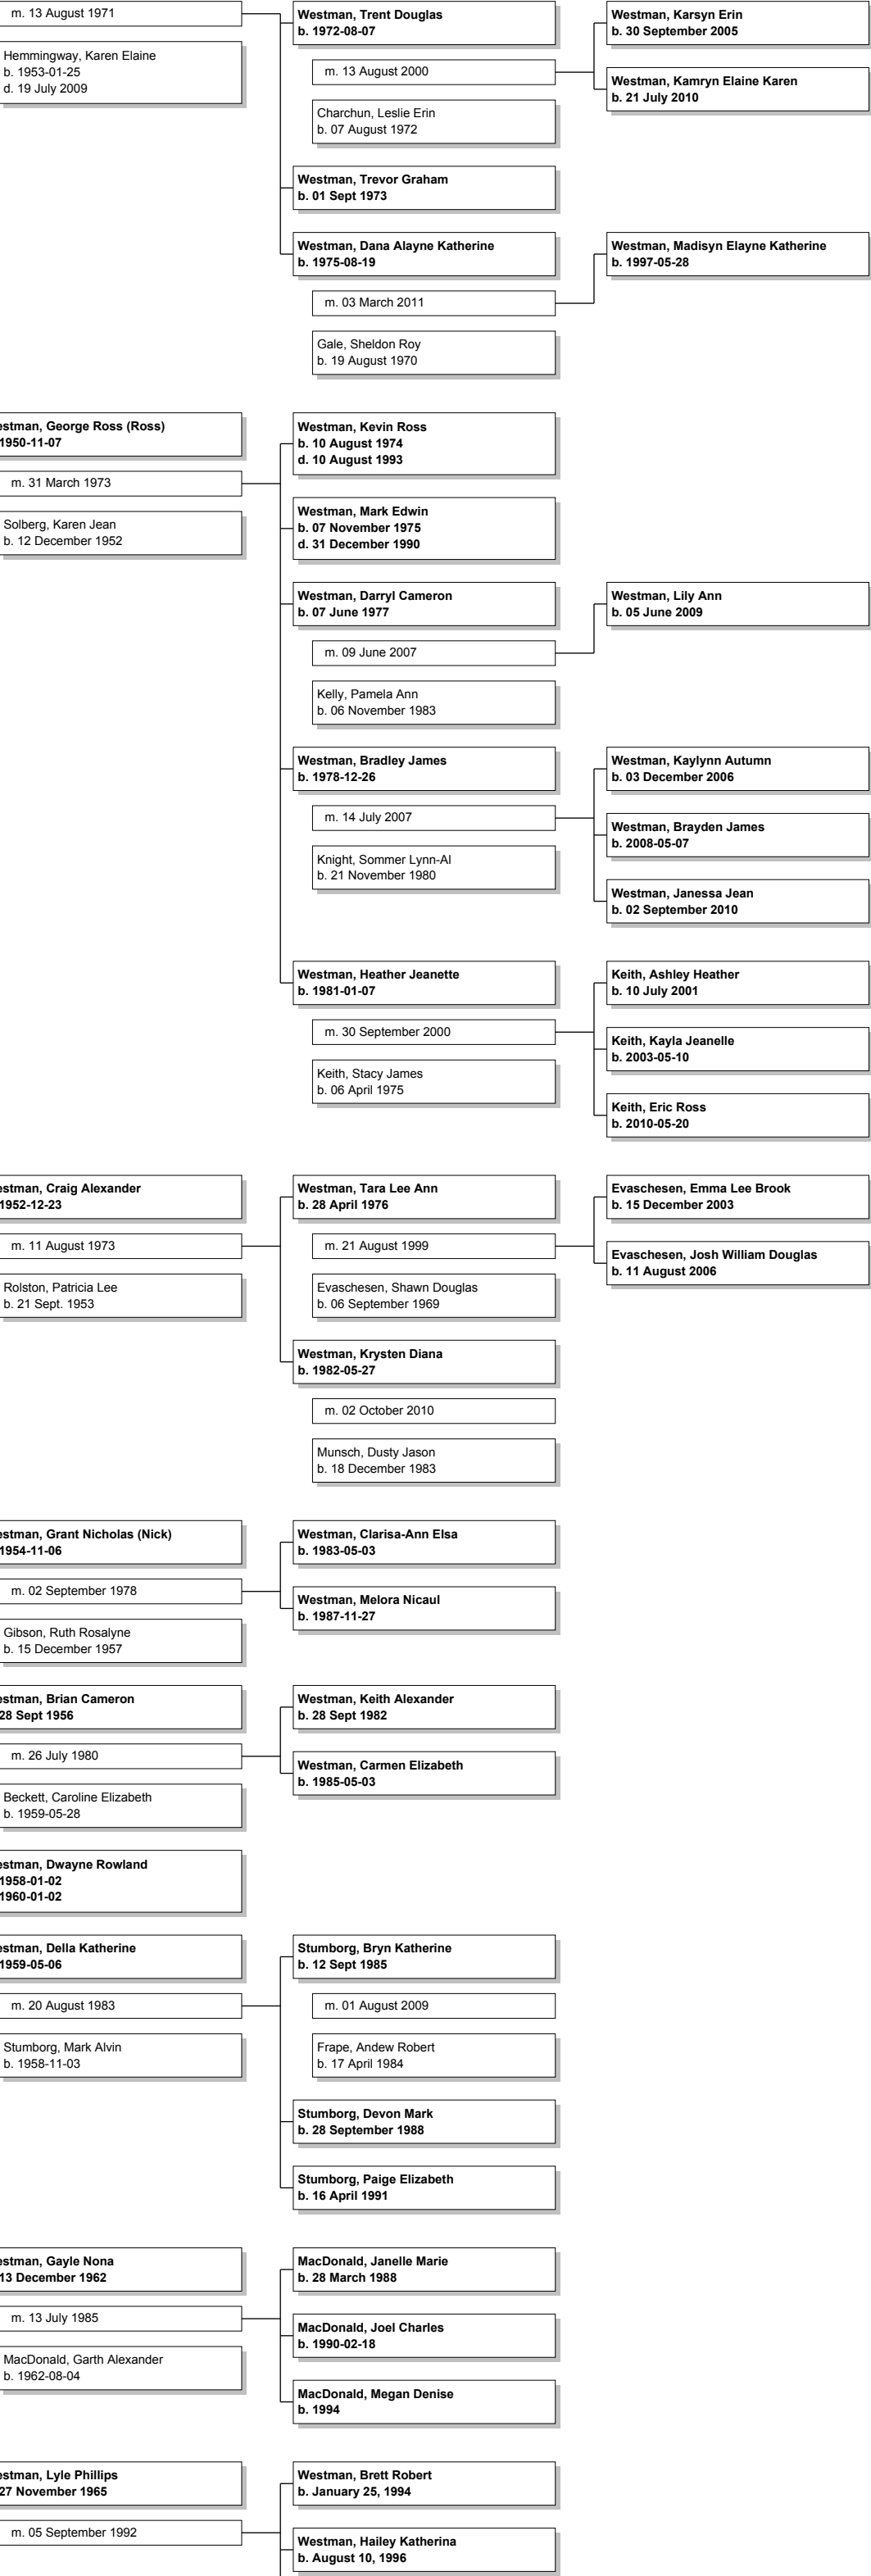 m. 13 August 1971
Hemmingway, Karen Elaine
b. 1953-01-25
d. 19 July 2009
Westman, Trent Douglas
b. 1972-08-07
m. 13 August 2000
Charchun, Leslie Erin
b. 07 August 1972
Westman, Karsyn Erin
b. 30 September 2005
Westman, Kamryn Elaine Karen
b. 21 July 2010
Westman, Trevor Graham
b. 01 Sept 1973
Westman, Dana Alayne Katherine
b. 1975-08-19
m. 03 March 2011
Gale, Sheldon Roy
b. 19 August 1970
Westman, Madisyn Elayne Katherine
b. 1997-05-28
estman, George Ross (Ross)
1950-11-07
m. 31 March 1973
Solberg, Karen Jean
b. 12 December 1952
Westman, Kevin Ross
b. 10 August 1974
d. 10 August 1993
Westman, Mark Edwin
b. 07 November 1975
d. 31 December 1990
Westman, Darryl Cameron
b. 07 June 1977
m. 09 June 2007
Kelly, Pamela Ann
b. 06 November 1983
Westman, Lily Ann
b. 05 June 2009
Westman, Bradley James
b. 1978-12-26
m. 14 July 2007
Knight, Sommer Lynn-Al
b. 21 November 1980
Westman, Kaylynn Autumn
b. 03 December 2006
Westman, Brayden James
b. 2008-05-07
Westman, Janessa Jean
b. 02 September 2010
Westman, Heather Jeanette
b. 1981-01-07
m. 30 September 2000
Keith, Stacy James
b. 06 April 1975
Keith, Ashley Heather
b. 10 July 2001
Keith, Kayla Jeanelle
b. 2003-05-10
Keith, Eric Ross
b. 2010-05-20
estman, Craig Alexander
1952-12-23
m. 11 August 1973
Rolston, Patricia Lee
b. 21 Sept. 1953
Westman, Tara Lee Ann
b. 28 April 1976
m. 21 August 1999
Evaschesen, Shawn Douglas
b. 06 September 1969
Evaschesen, Emma Lee Brook
b. 15 December 2003
Evaschesen, Josh William Douglas
b. 11 August 2006
Westman, Krysten Diana
b. 1982-05-27
m. 02 October 2010
Munsch, Dusty Jason
b. 18 December 1983
estman, Grant Nicholas (Nick)
1954-11-06
m. 02 September 1978
Gibson, Ruth Rosalyne
b. 15 December 1957
Westman, Clarisa-Ann Elsa
b. 1983-05-03
Westman, Melora Nicaul
b. 1987-11-27
estman, Brian Cameron
28 Sept 1956
m. 26 July 1980
Beckett, Caroline Elizabeth
b. 1959-05-28
Westman, Keith Alexander
b. 28 Sept 1982
Westman, Carmen Elizabeth
b. 1985-05-03
estman, Dwayne Rowland
1958-01-02
1960-01-02
estman, Della Katherine
1959-05-06
m. 20 August 1983
Stumborg, Mark Alvin
b. 1958-11-03
Stumborg, Bryn Katherine
b. 12 Sept 1985
m. 01 August 2009
Frape, Andew Robert
b. 17 April 1984
Stumborg, Devon Mark
b. 28 September 1988
Stumborg, Paige Elizabeth
b. 16 April 1991
estman, Gayle Nona
13 December 1962
m. 13 July 1985
MacDonald, Garth Alexander
b. 1962-08-04
MacDonald, Janelle Marie
b. 28 March 1988
MacDonald, Joel Charles
b. 1990-02-18
MacDonald, Megan Denise
b. 1994
estman, Lyle Phillips
27 November 1965
m. 05 September 1992
Westman, Brett Robert
b. January 25, 1994
Westman, Hailey Katherina
b. August 10, 1996